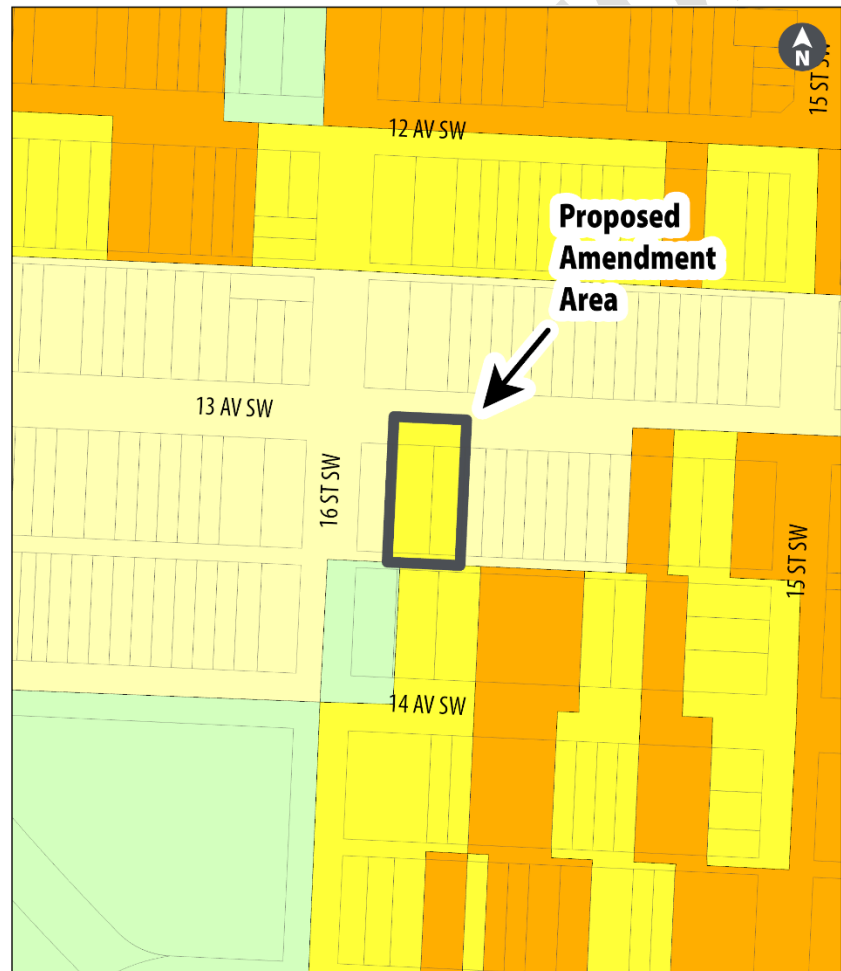 N
15 ST SW
12 AV SW
Proposed
Amendment
Area
13 AV SW
16 ST SW
15 ST SW
14 AV SW